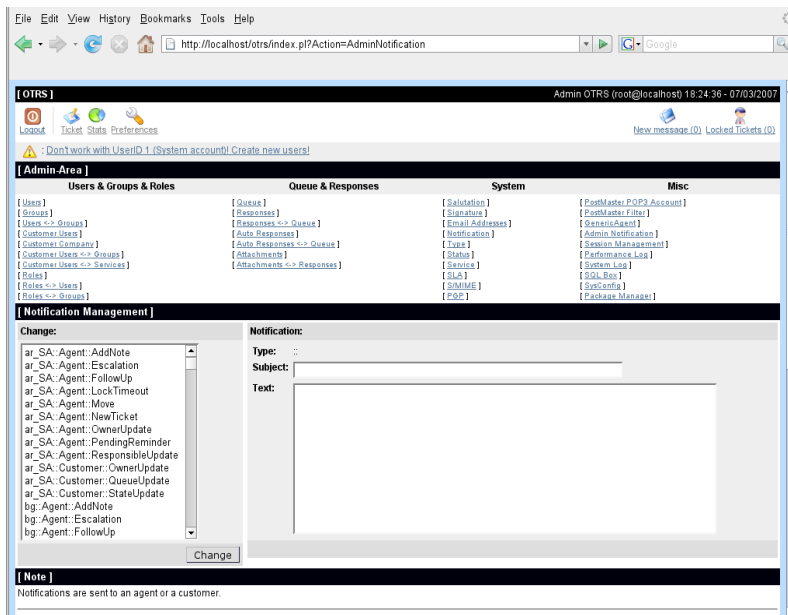 File Edit View History Bookmarks Tools Help
http://localhost/otrs/index.pl?Action=AdminNotification
G Google
[ OTRS ] Admin OTRS (root@localhost) 18:24:36 - 07/03/2007
Logout Ticket Stats Preferences New message (0) Locked Tickets (0)
: Don't work with UserID 1 (System account)! Create new users!
[ Admin-Area ]
Users & Groups & Roles Queue & Responses System Misc
[ Users ] [ Queue ] [ Salutation ] [ PostMaster POP3 Account ]
[ Groups ] [ Responses ] [ Signature ] [ PostMaster Filter ]
[ Users <-> Groups ] [ Responses <-> Queue ] [ Email Addresses ] [ GenericAgent ]
[ Customer Users ] [ Auto Responses ] [ Notification ] [ Admin Notification ]
[ Customer Company ] [ Auto Responses <-> Queue ] [ Type ] [ Session Management ]
[ Customer Users <-> Groups ] [ Attachments ] [ Status ] [ Performance Log ]
[ Customer Users <-> Services ] [ Attachments <-> Responses ] [ Service ] [ System Log ]
[ Roles ] [ SLA ] [ SQL Box ]
[ Roles <-> Users ] [ S/MIME ] [ SysConfig ]
[ Roles <-> Groups ] [ PGP ] [ Package Manager ]
[ Notification Management ]
Change:
ar_SA::Agent::AddNote
ar_SA::Agent::Escalation
ar_SA::Agent::FollowUp
ar_SA::Agent::LockTimeout
ar_SA::Agent::Move
ar_SA::Agent::NewTicket
ar_SA::Agent::OwnerUpdate
ar_SA::Agent::PendingReminder
ar_SA::Agent::ResponsibleUpdate
ar_SA::Customer::OwnerUpdate
ar_SA::Customer::QueueUpdate
ar_SA::Customer::StateUpdate
bg::Agent::AddNote
bg::Agent::Escalation
bg::Agent::FollowUp
Change
Notification:
Type: ::
Subject:
Text:
[ Note ]
Notifications are sent to an agent or a customer.